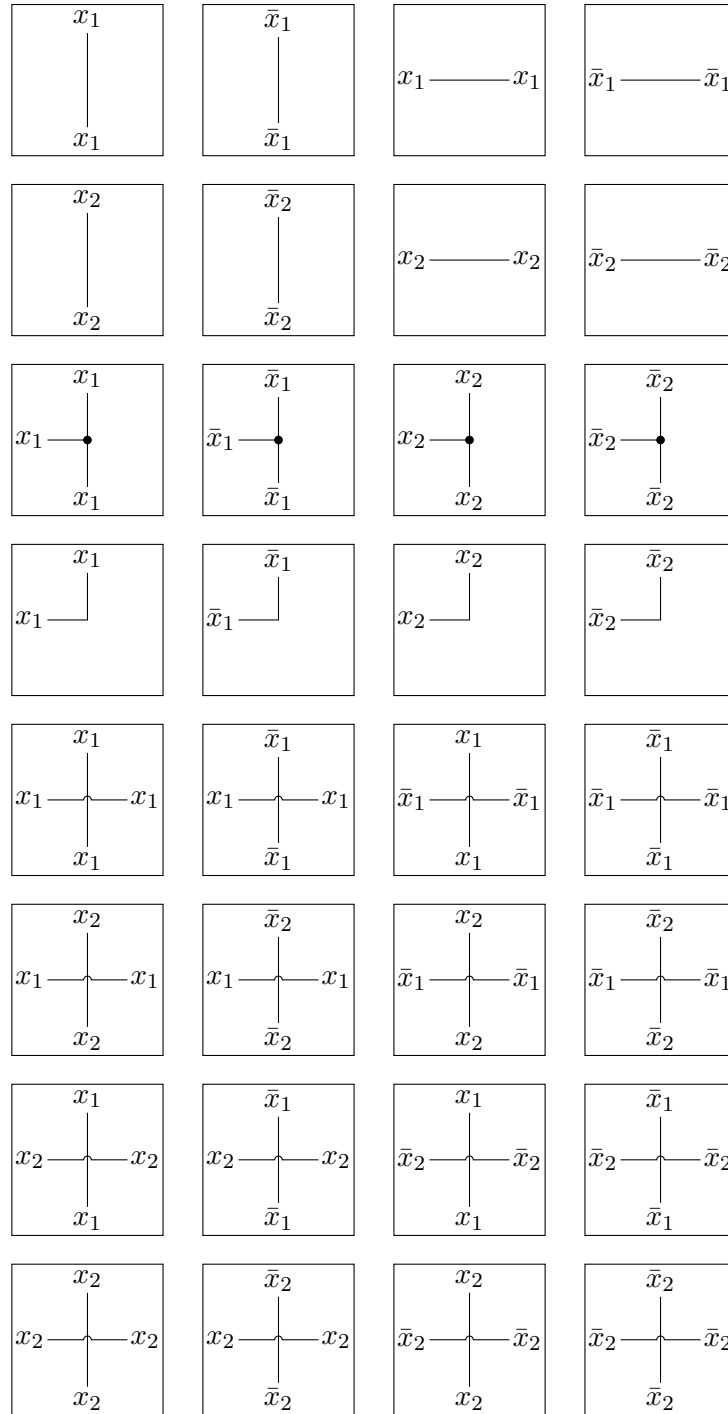 x₁ x̄₁
x₁ x₁ x̄₁ x̄₁
x₁ x̄₁
x₂ x̄₂
x₂ x₂ x̄₂ x̄₂
x₂ x̄₂
x₁ x̄₁ x₂ x̄₂
x₁ x̄₁ x₂ x̄₂
x₁ x̄₁ x₂ x̄₂
x₁ x̄₁ x₂ x̄₂
x₁ x̄₁ x₂ x̄₂
x₁ x̄₁ x₁ x̄₁
x₁ x₁ x₁ x₁ x̄₁ x̄₁ x̄₁ x̄₁
x₁ x̄₁ x₁ x̄₁
x₂ x̄₂ x₂ x̄₂
x₁ x₁ x₁ x₁ x̄₁ x̄₁ x̄₁ x̄₁
x₂ x̄₂ x₂ x̄₂
x₁ x̄₁ x₁ x̄₁
x₂ x₂ x₂ x₂ x̄₂ x̄₂ x̄₂ x̄₂
x₁ x̄₁ x₁ x̄₁
x₂ x̄₂ x₂ x̄₂
x₂ x₂ x₂ x₂ x̄₂ x̄₂ x̄₂ x̄₂
x₂ x̄₂ x₂ x̄₂